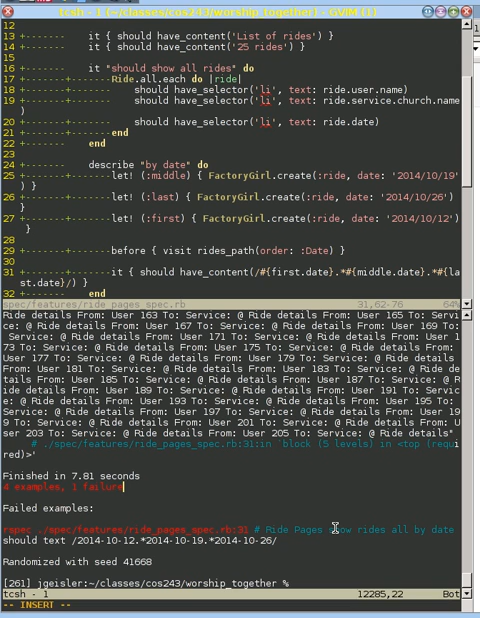 tcsh - 1 (~/classes/cos243/worship_together) - GVIM (1)
12
13 +------- it { should have_content('List of rides') }
14 +------- it { should have_content('25 rides') }
15
16 +------- it "should show all rides" do
17 +-------+-------Ride.all.each do |ride|
18 +-------+------- should have_selector('li', text: ride.user.name)
19 +-------+------- should have_selector('li', text: ride.service.church.name
)
20 +-------+------- should have_selector('li', text: ride.date)
21 +-------+-------end
22 +------- end
23
24 +------- describe "by date" do
25 +-------+-------let! (:middle) { FactoryGirl.create(:ride, date: '2014/10/19'
) }
26 +-------+-------let! (:last) { FactoryGirl.create(:ride, date: '2014/10/26')
}
27 +-------+-------let! (:first) { FactoryGirl.create(:ride, date: '2014/10/12')
}
28
29 +-------+-------before { visit rides_path(order: :Date) }
30
31 +-------+-------it { should have_content(/#{first.date}.*#{middle.date}.*#{la
st.date}/) }
32 +------- end
spec/features/ride_pages_spec.rb 31,62-76 64%
Ride details From: User 163 To: Service: @ Ride details From: User 165 To: Servi
ce: @ Ride details From: User 167 To: Service: @ Ride details From: User 169 To:
Service: @ Ride details From: User 171 To: Service: @ Ride details From: User 1
73 To: Service: @ Ride details From: User 175 To: Service: @ Ride details From:
User 177 To: Service: @ Ride details From: User 179 To: Service: @ Ride details
From: User 181 To: Service: @ Ride details From: User 183 To: Service: @ Ride de
tails From: User 185 To: Service: @ Ride details From: User 187 To: Service: @ R
ide details From: User 189 To: Service: @ Ride details From: User 191 To: Servic
e: @ Ride details From: User 193 To: Service: @ Ride details From: User 195 To:
Service: @ Ride details From: User 197 To: Service: @ Ride details From: User 19
9 To: Service: @ Ride details From: User 201 To: Service: @ Ride details From: U
ser 203 To: Service: @ Ride details From: User 205 To: Service: @ Ride details"
# ./spec/features/ride_pages_spec.rb:31:in `block (5 levels) in <top (requi
red)>'
Finished in 7.81 seconds
4 examples, 1 failure
Failed examples:
rspec ./spec/features/ride_pages_spec.rb:31 # Ride Pages show rides all by date
should text /2014-10-12.*2014-10-19.*2014-10-26/
Randomized with seed 41668
[261] jgeisler:~/classes/cos243/worship_together %
tcsh - 1 12285,22 Bot
-- INSERT --